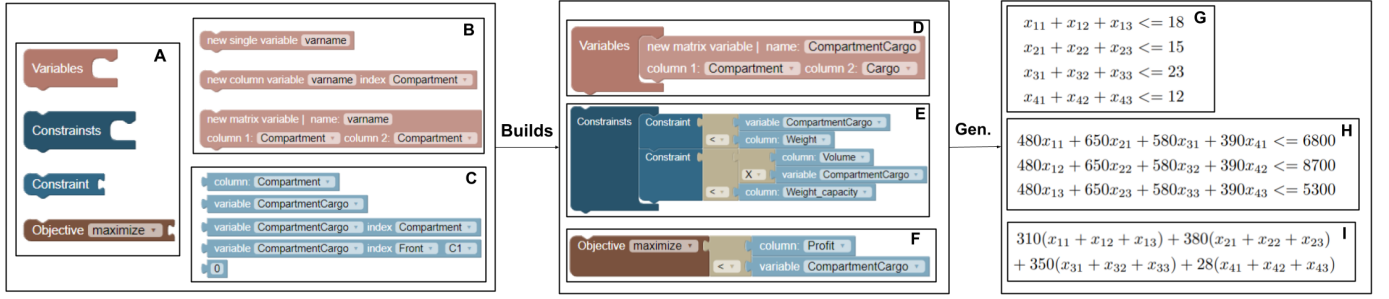 A
Variables
Constrainsts
Constraint
Objective maximize
B
new single variable varname
new column variable varname index Compartment
new matrix variable | name: varname
column 1: Compartment column 2: Compartment
C
column: Compartment
variable CompartmentCargo
variable CompartmentCargo index Compartment
variable CompartmentCargo index Front C1
0
Builds
D
Variables
new matrix variable | name: CompartmentCargo
column 1: Compartment column 2: Cargo
E
Constrainsts
Constraint
variable CompartmentCargo
< column: Weight
Constraint
column: Volume
X variable CompartmentCargo
< column: Weight_capacity
F
Objective maximize
column: Profit
< variable CompartmentCargo
Gen.
G
x₁₁ + x₁₂ + x₁₃ <= 18
x₂₁ + x₂₂ + x₂₃ <= 15
x₃₁ + x₃₂ + x₃₃ <= 23
x₄₁ + x₄₂ + x₄₃ <= 12
H
480x₁₁ + 650x₂₁ + 580x₃₁ + 390x₄₁ <= 6800
480x₁₂ + 650x₂₂ + 580x₃₂ + 390x₄₂ <= 8700
480x₁₃ + 650x₂₃ + 580x₃₃ + 390x₄₃ <= 5300
I
310(x₁₁ + x₁₂ + x₁₃) + 380(x₂₁ + x₂₂ + x₂₃)
+ 350(x₃₁ + x₃₂ + x₃₃) + 28(x₄₁ + x₄₂ + x₄₃)